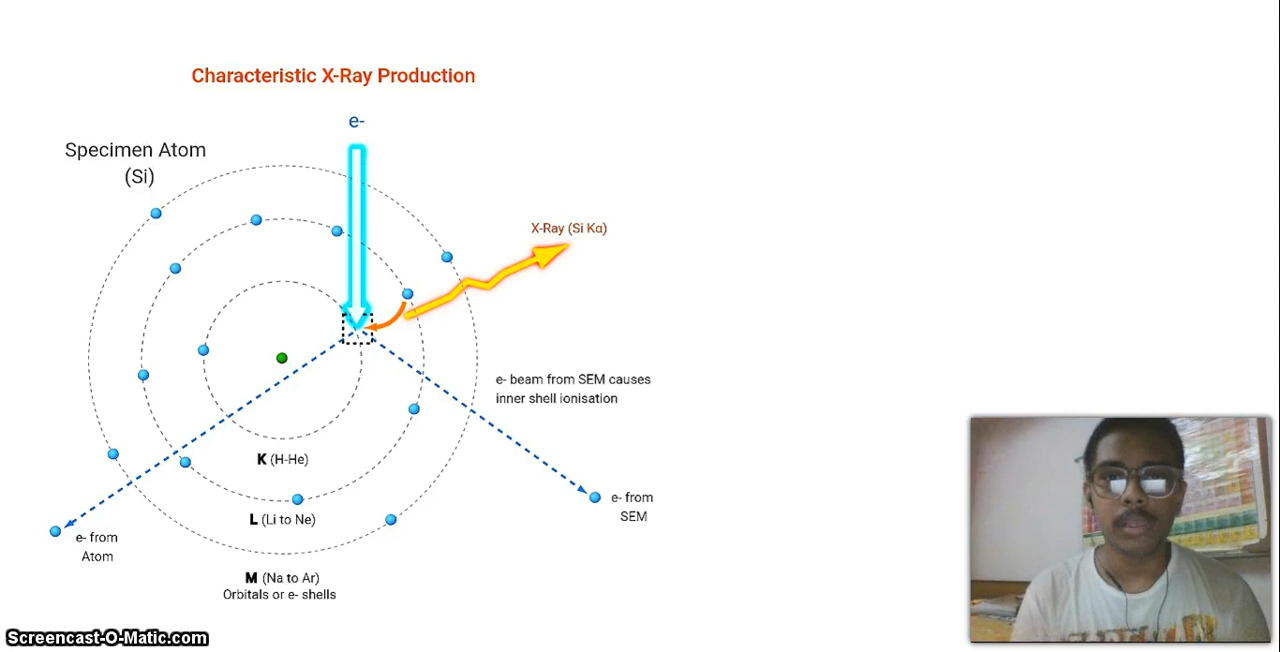 Characteristic X-Ray Production
e-
Specimen Atom
(Si)
X-Ray (Si Kα)
e- beam from SEM causes
inner shell ionisation
K (H-He)
e- from
SEM
L (Li to Ne)
e- from
Atom
M (Na to Ar)
Orbitals or e- shells
Screencast-O-Matic.com